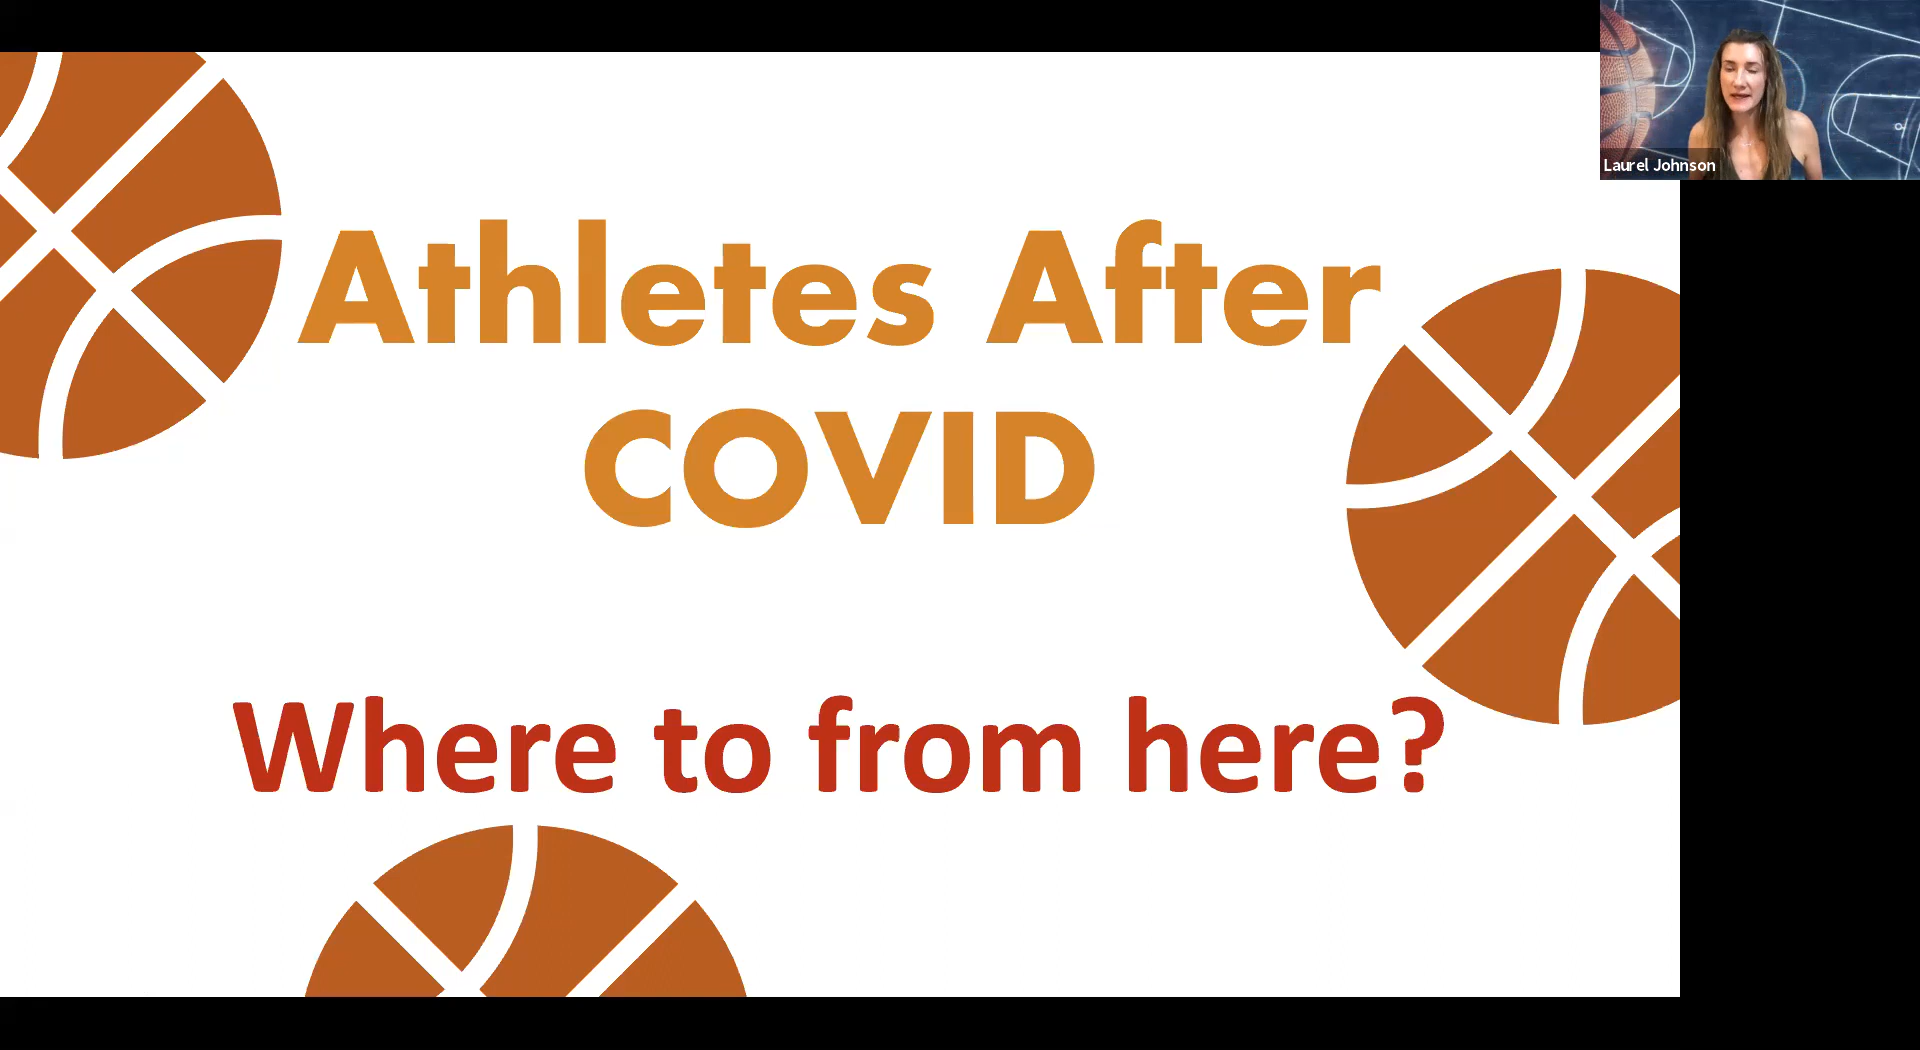 Laurel Johnson
Athletes After
COVID
Where to from here?